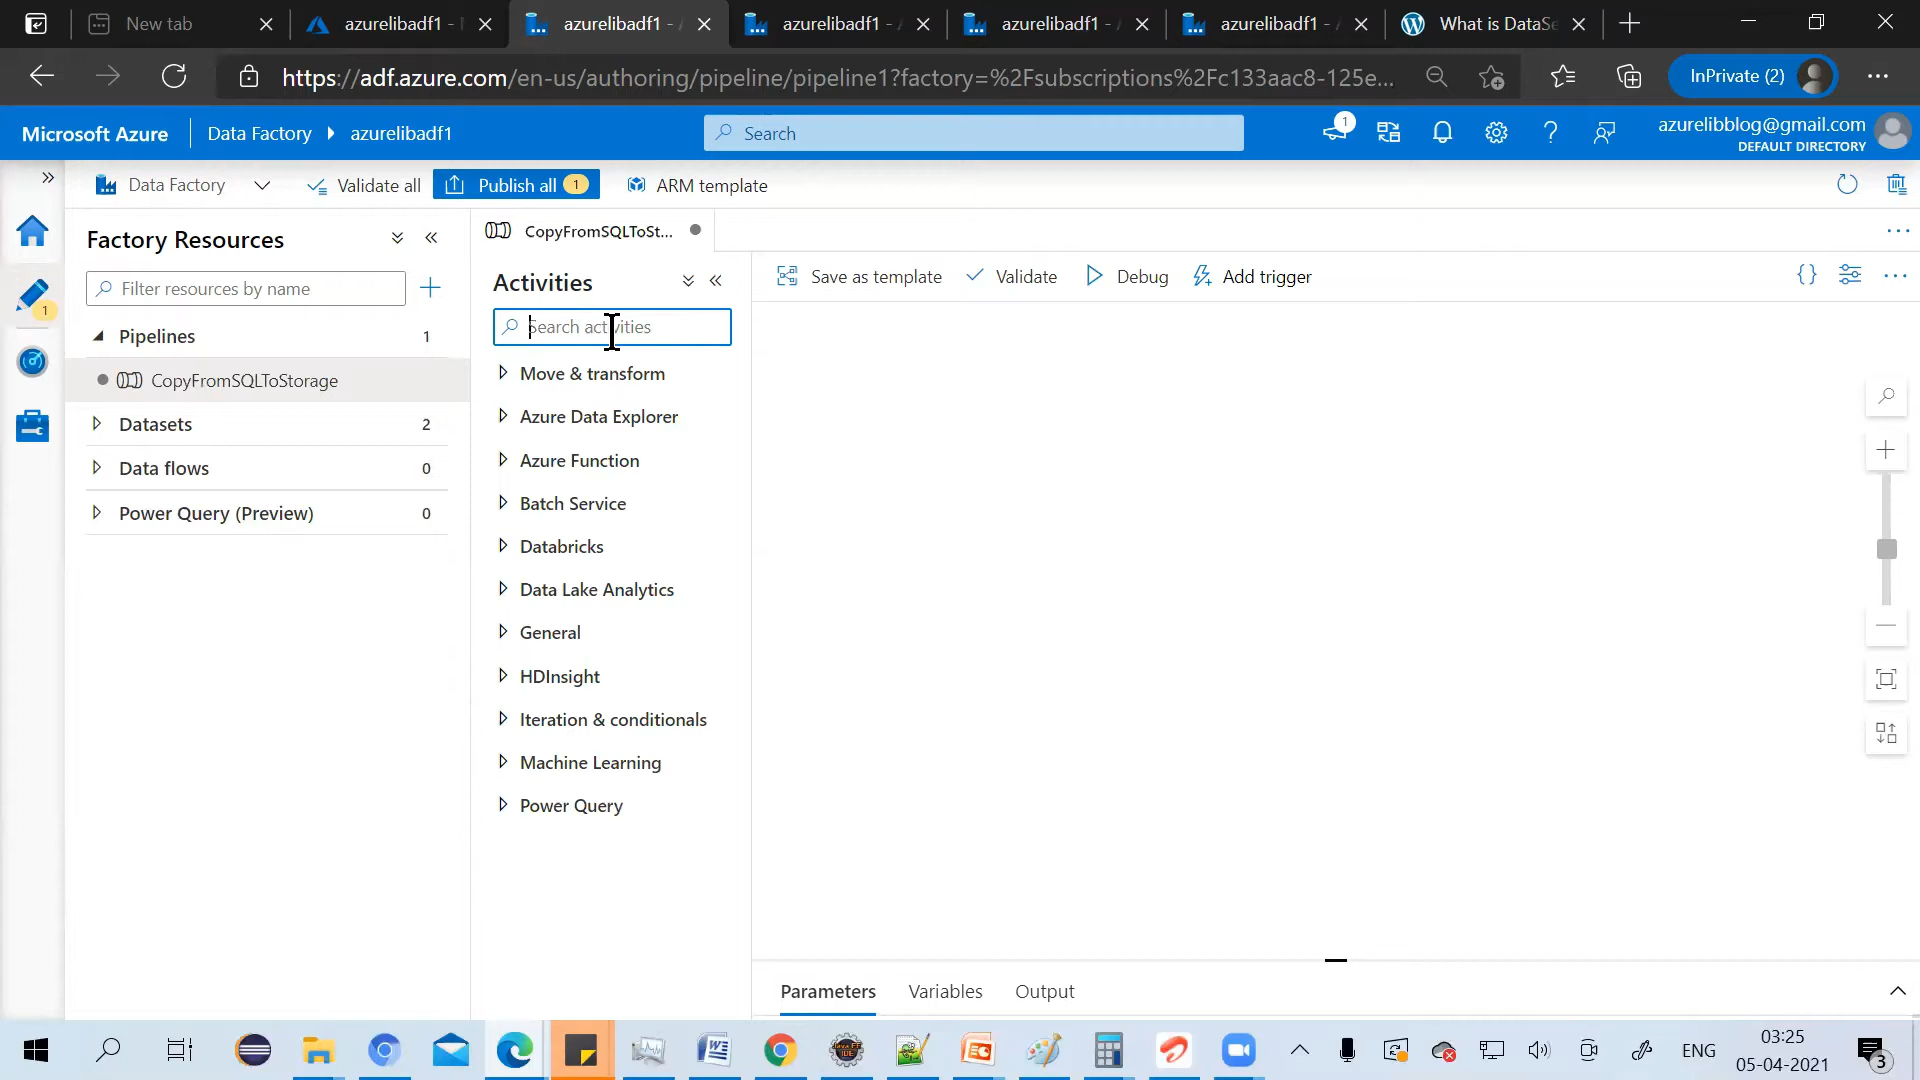 New tab
azurelibadf1 - 
azurelibadf1 - 
azurelibadf1 - 
azurelibadf1 - 
azurelibadf1 - 
What is DataS
https://adf.azure.com/en-us/authoring/pipeline/pipeline1?factory=%2Fsubscriptions%2Fc133aac8-125e...
InPrivate (2)
Microsoft Azure
Data Factory
azurelibadf1
Search
1
azurelibblog@gmail.com
DEFAULT DIRECTORY
Data Factory
Validate all
Publish all 1
ARM template
Factory Resources
CopyFromSQLToSt...
Activities
Save as template
Validate
Debug
Add trigger
{}
Filter resources by name
1
Search activities
Pipelines 1
CopyFromSQLToStorage
Datasets 2
Data flows 0
Power Query (Preview) 0
Move & transform
Azure Data Explorer
Azure Function
Batch Service
Databricks
Data Lake Analytics
General
HDInsight
Iteration & conditionals
Machine Learning
Power Query
Parameters
Variables
Output
ENG
03:25
05-04-2021
3